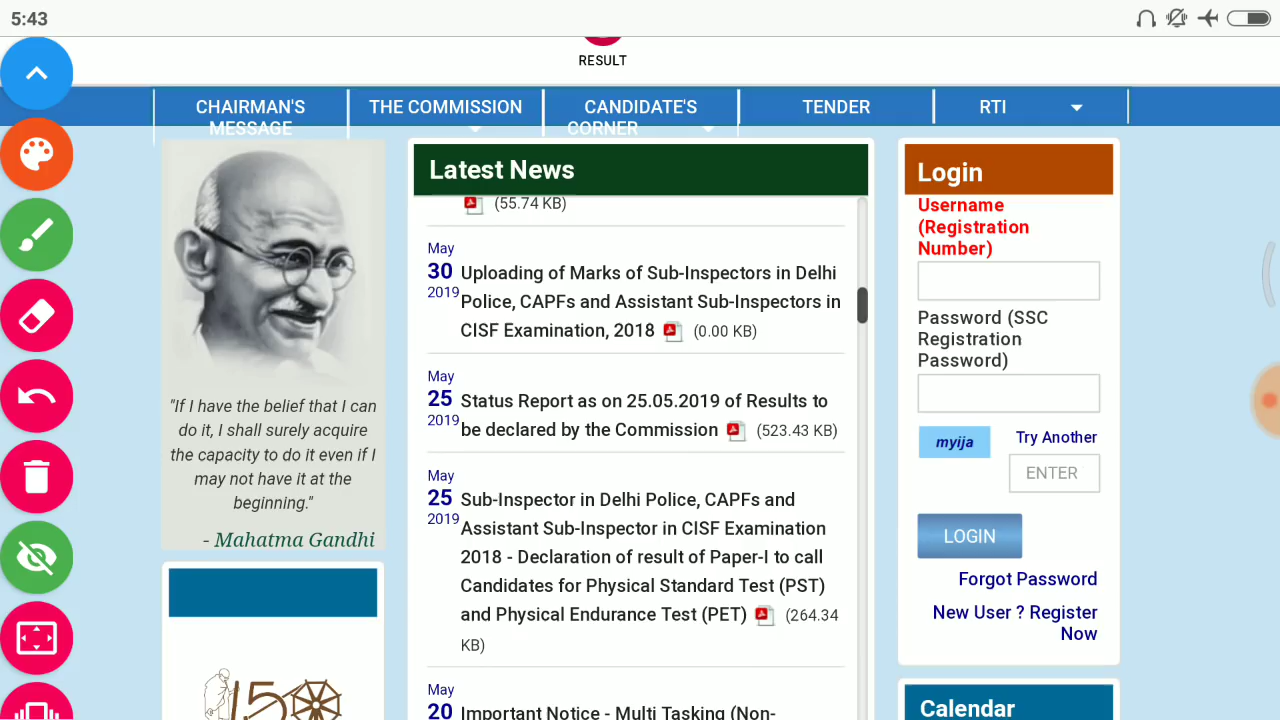 5:43
RESULT
CHAIRMAN'S
MESSAGE
THE COMMISSION
CANDIDATE'S
CORNER
TENDER
RTI
"If I have the belief that I can
do it, I shall surely acquire
the capacity to do it even if I
may not have it at the
beginning."
- Mahatma Gandhi
150
Latest News
(55.74 KB)
May
30
2019
Uploading of Marks of Sub-Inspectors in Delhi
Police, CAPFs and Assistant Sub-Inspectors in
CISF Examination, 2018 (0.00 KB)
May
25
2019
Status Report as on 25.05.2019 of Results to
be declared by the Commission (523.43 KB)
May
25
2019
Sub-Inspector in Delhi Police, CAPFs and
Assistant Sub-Inspector in CISF Examination
2018 - Declaration of result of Paper-I to call
Candidates for Physical Standard Test (PST)
and Physical Endurance Test (PET) (264.34
KB)
May
20
Important Notice - Multi Tasking (Non-
Login
Username
(Registration
Number)
Password (SSC
Registration
Password)
myija
Try Another
ENTER
LOGIN
Forgot Password
New User ? Register
Now
Calendar